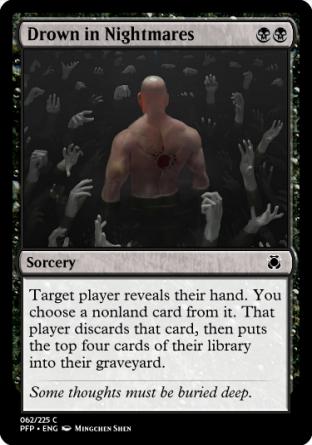 Drown in Nightmares
Sorcery
Target player reveals their hand. You
choose a nonland card from it. That
player discards that card, then puts
the top four cards of their library
into their graveyard.
Some thoughts must be buried deep.
062/225 C
PFP • ENG Mingchen Shen